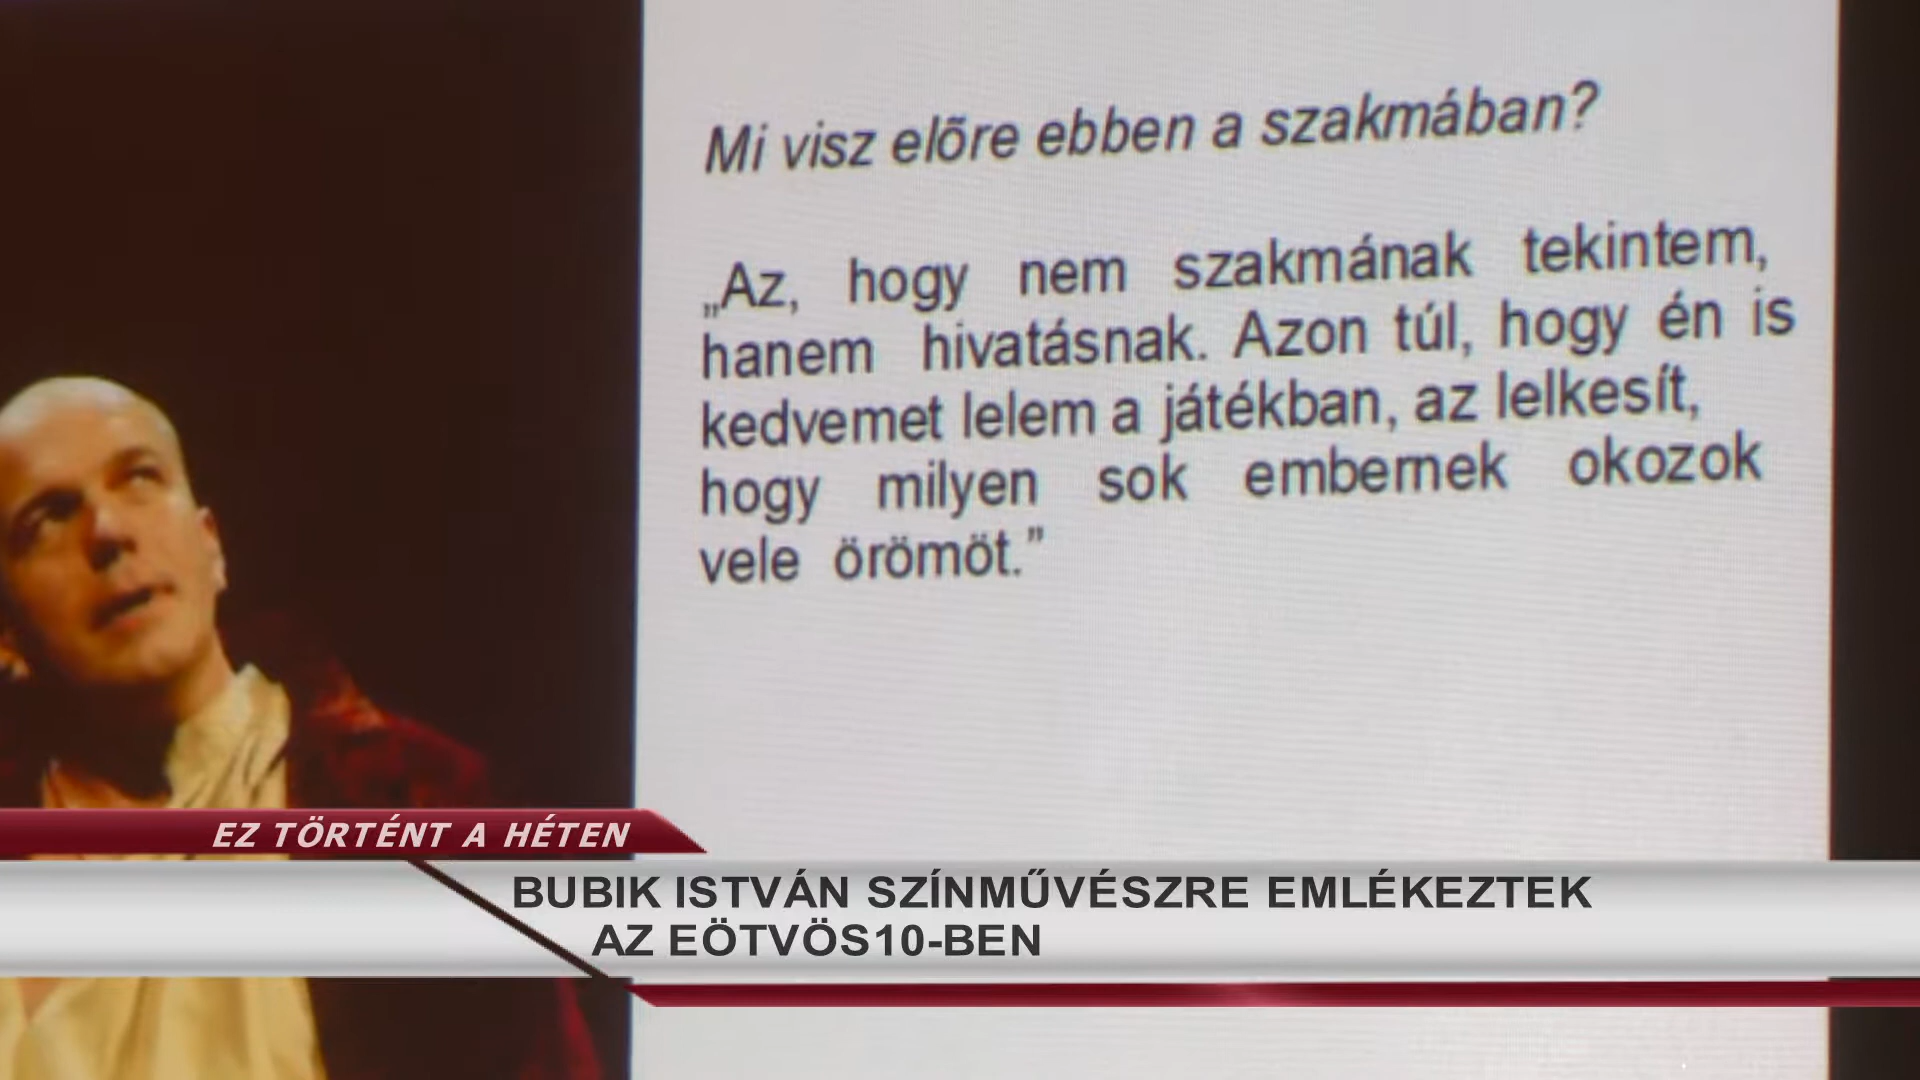 Mi visz előre ebben a szakmában?
„Az, hogy nem szakmának tekintem,
hanem hivatásnak. Azon túl, hogy én is
kedvemet lelem a játékban, az lelkesít,
hogy milyen sok embernek okozok
vele örömöt.”
EZ TÖRTÉNT A HÉTEN
BUBIK ISTVÁN SZÍNMŰVÉSZRE EMLÉKEZTEK
AZ EÖTVÖS10-BEN